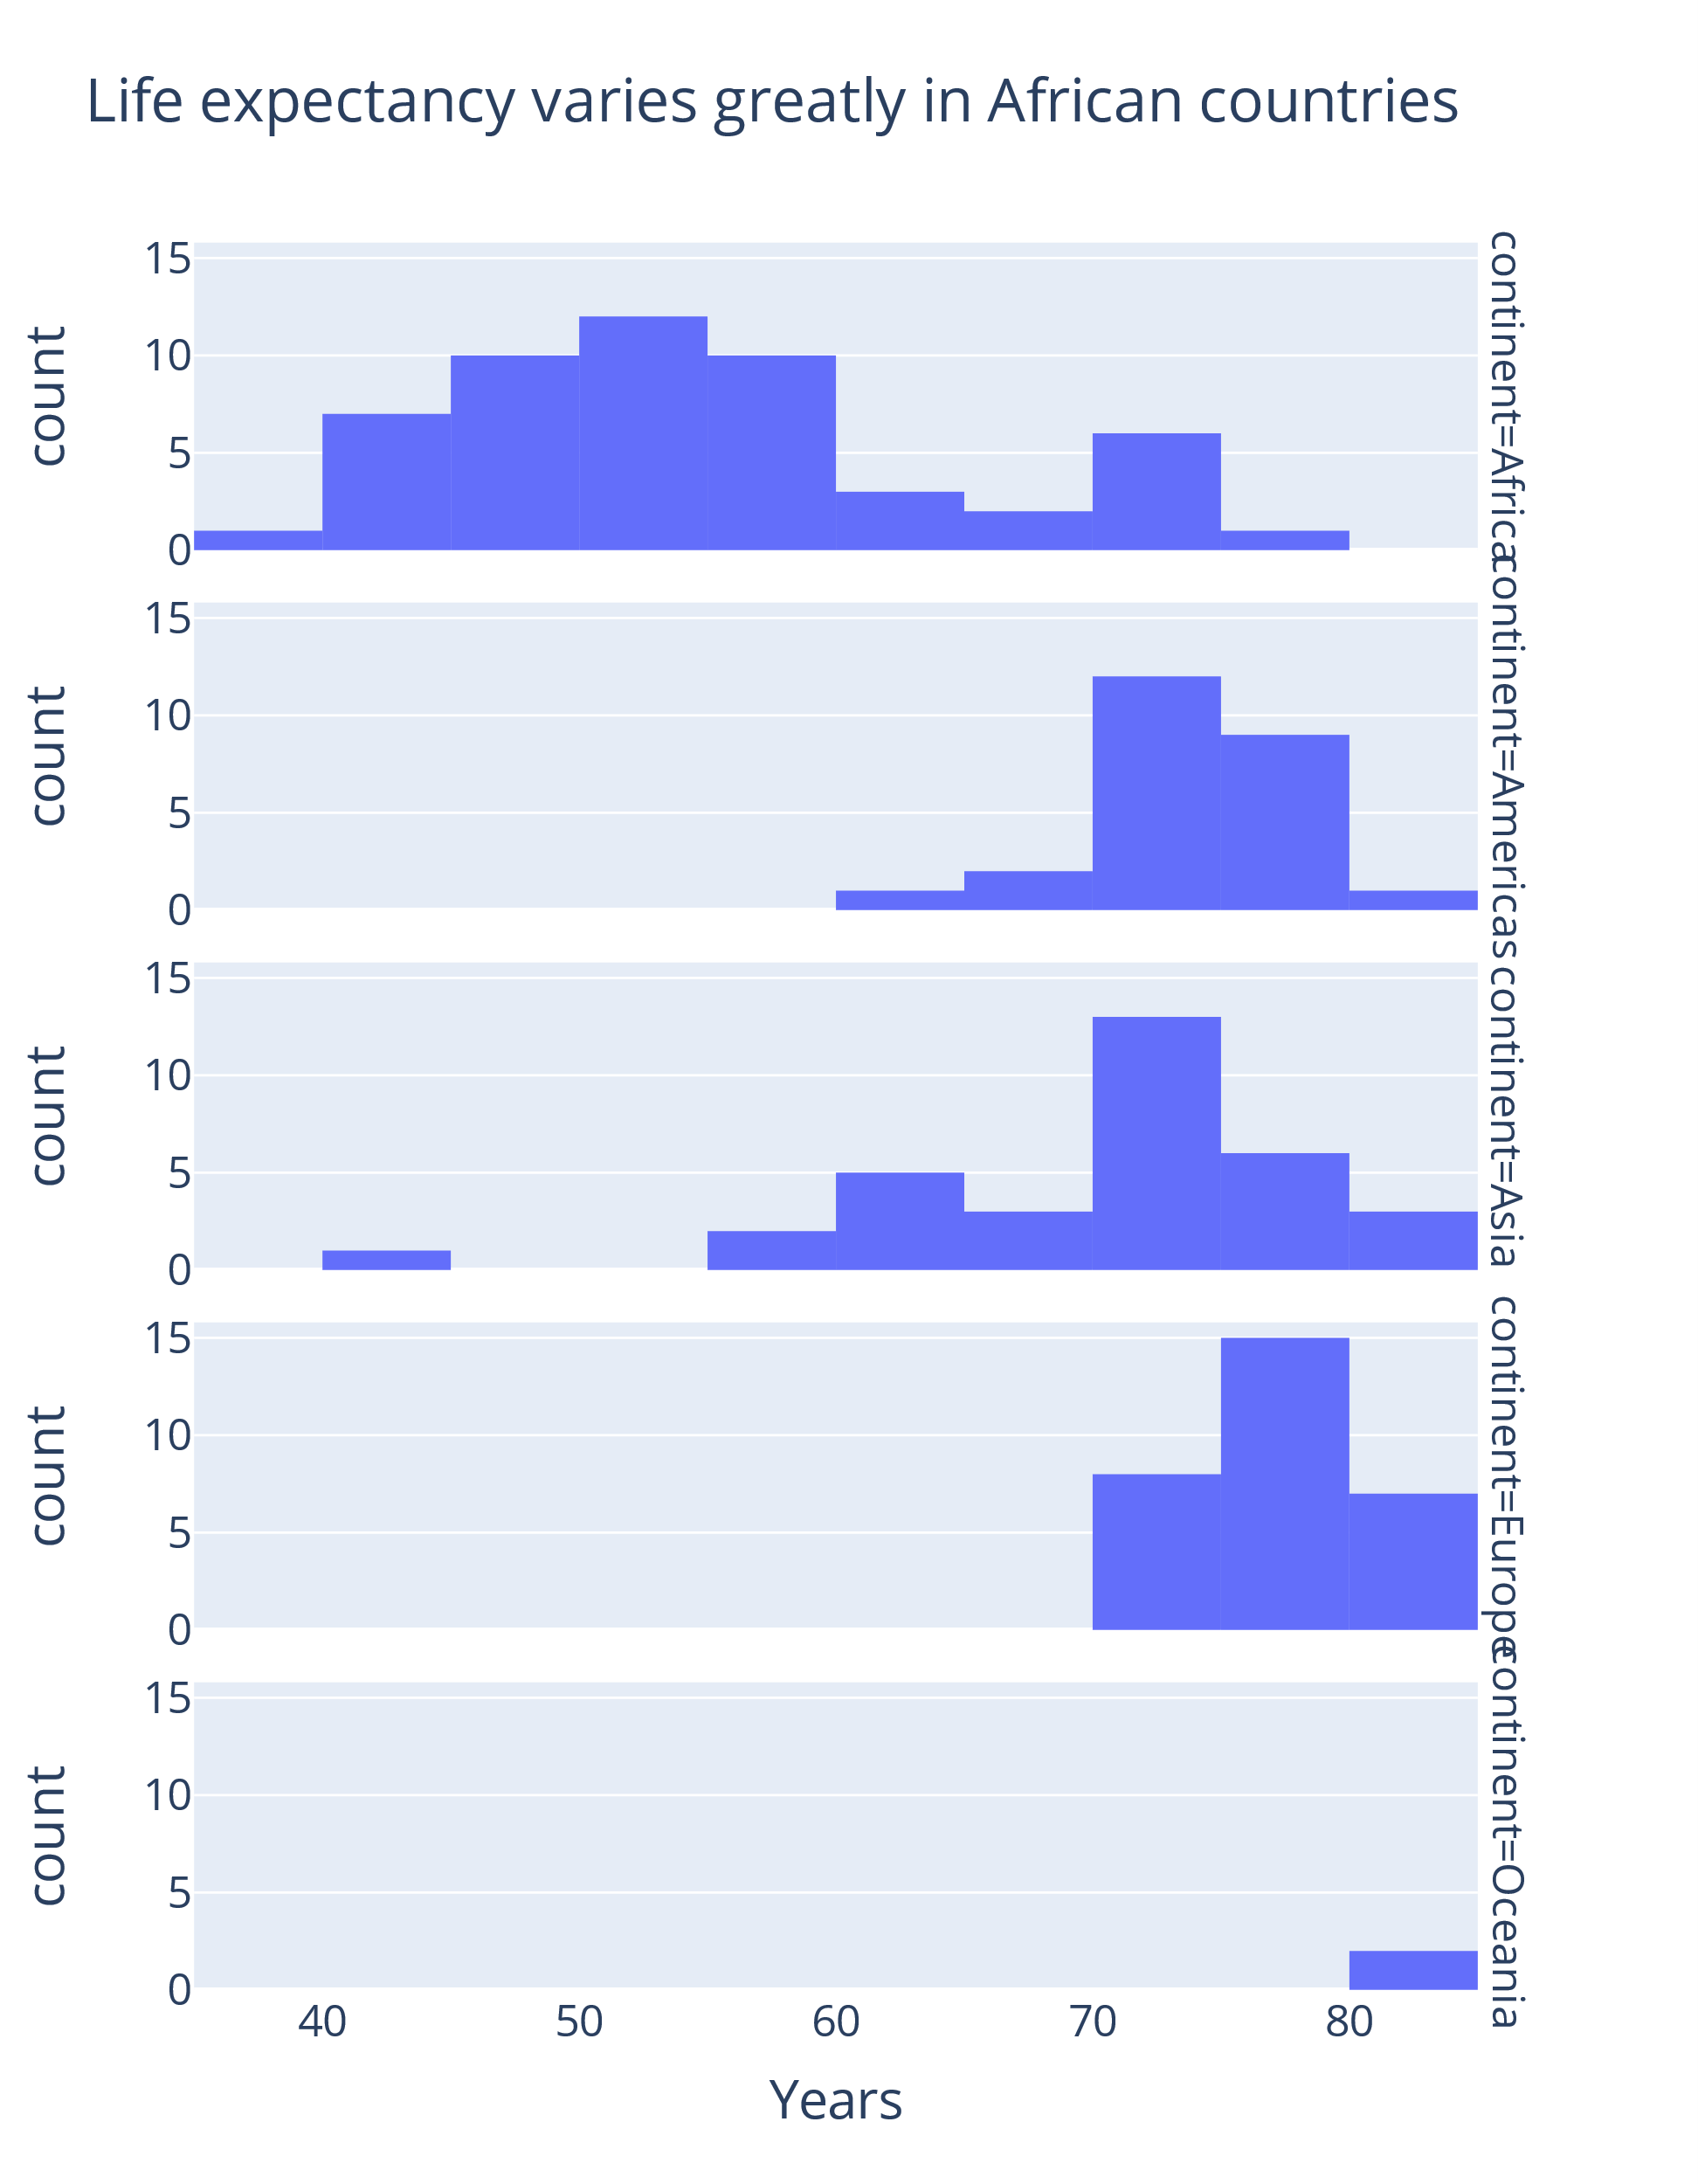 Life expectancy varies greatly in African countries
count
15
10
5
0
continent=Africa
count
15
10
5
0
continent=Americas
count
15
10
5
0
continent=Asia
count
15
10
5
0
continent=Europe
count
15
10
5
0
continent=Oceania
40 50 60 70 80
Years